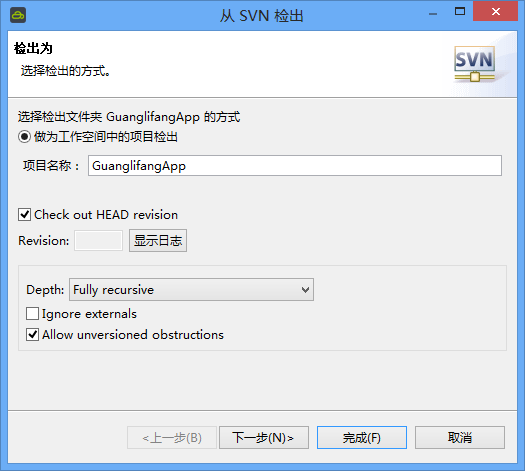 从 SVN 检出
检出为
选择检出的方式。
SVN
选择检出文件夹 GuanglifangApp 的方式
做为工作空间中的项目检出
项目名称： GuanglifangApp
Check out HEAD revision
Revision: 显示日志
Depth: Fully recursive
Ignore externals
Allow unversioned obstructions
<上一步(B) 下一步(N)> 完成(F) 取消